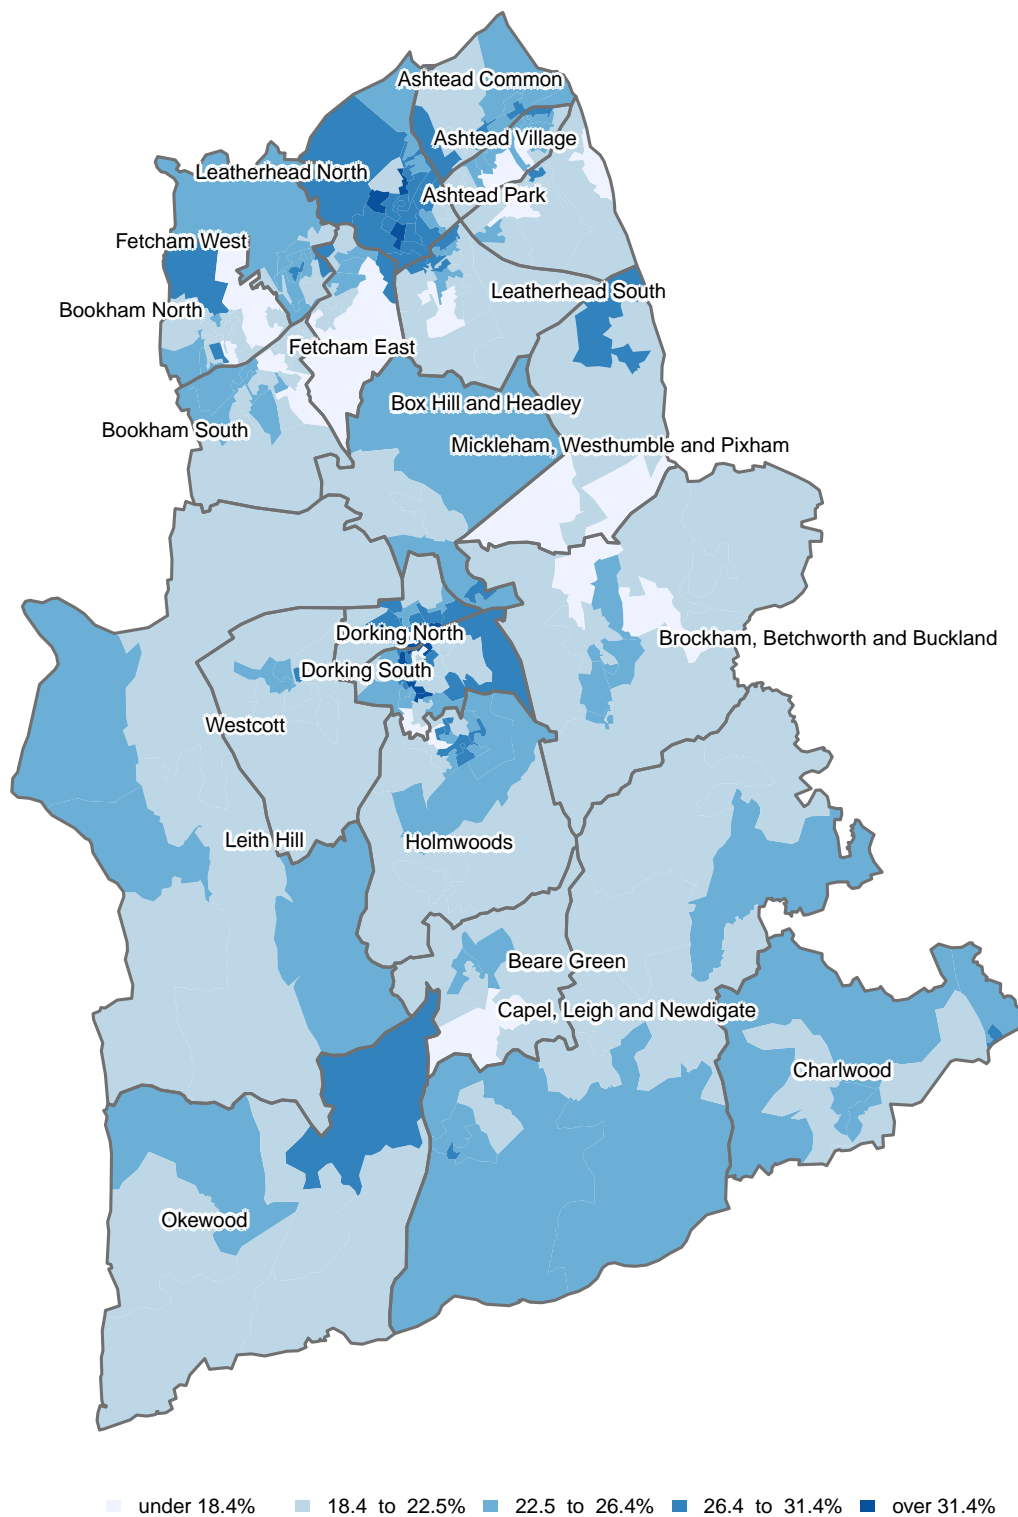 Ashtead Common
Ashtead Village
Leatherhead North
Ashtead Park
Fetcham West
Leatherhead South
Bookham North
Fetcham East
Box Hill and Headley
Bookham South
Mickleham, Westhumble and Pixham
Dorking North
Brockham, Betchworth and Buckland
Dorking South
Westcott
Leith Hill
Holmwoods
Beare Green
Capel, Leigh and Newdigate
Charlwood
Okewood
under 18.4% 18.4 to 22.5% 22.5 to 26.4% 26.4 to 31.4% over 31.4%